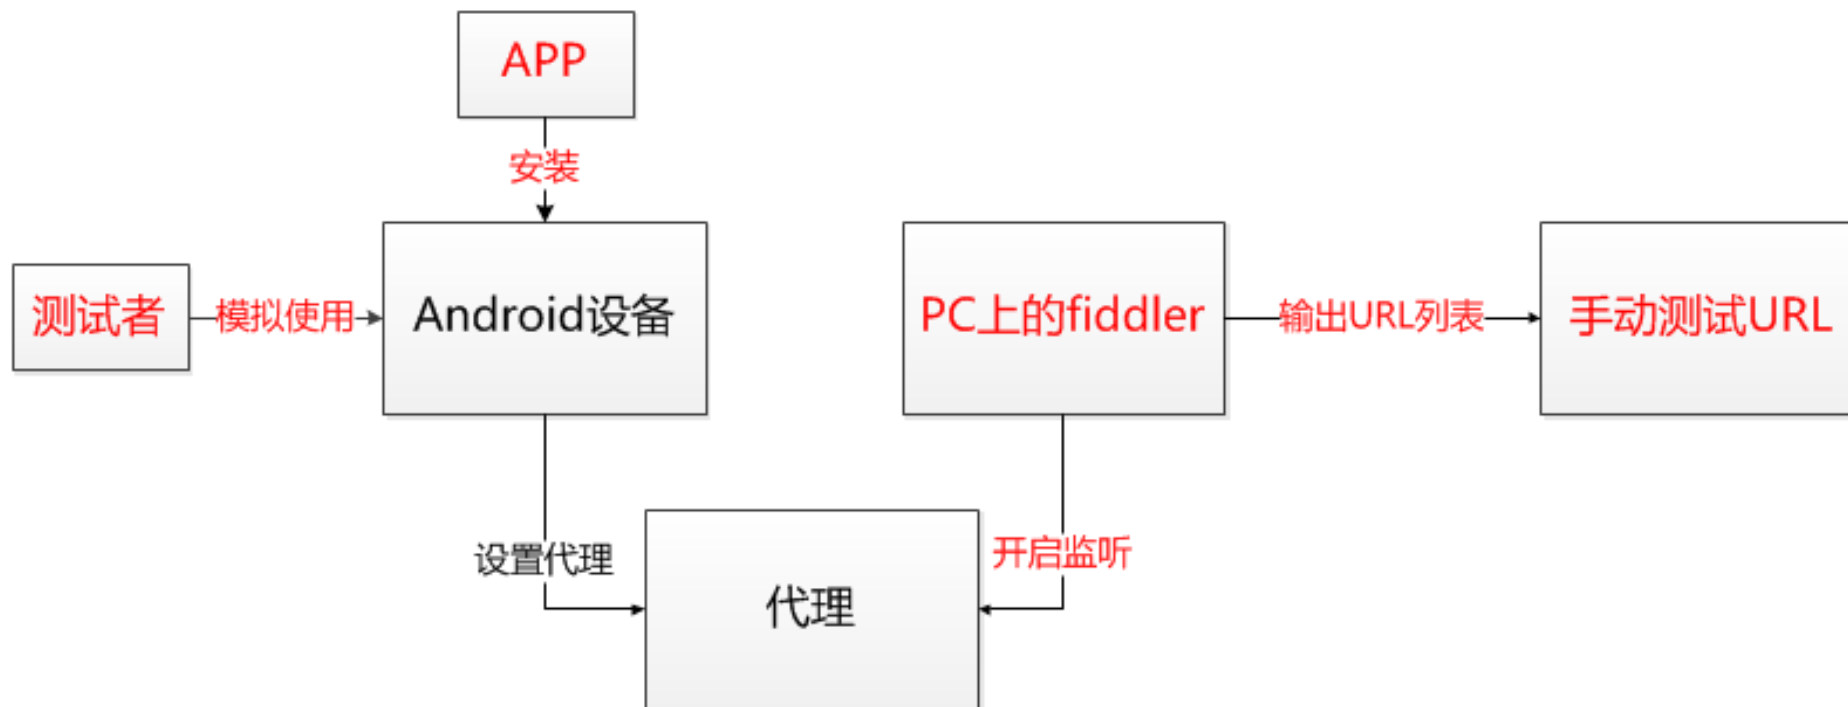 APP
安装
测试者
模拟使用
Android设备
PC上的fiddler
输出URL列表
手动测试URL
设置代理
开启监听
代理